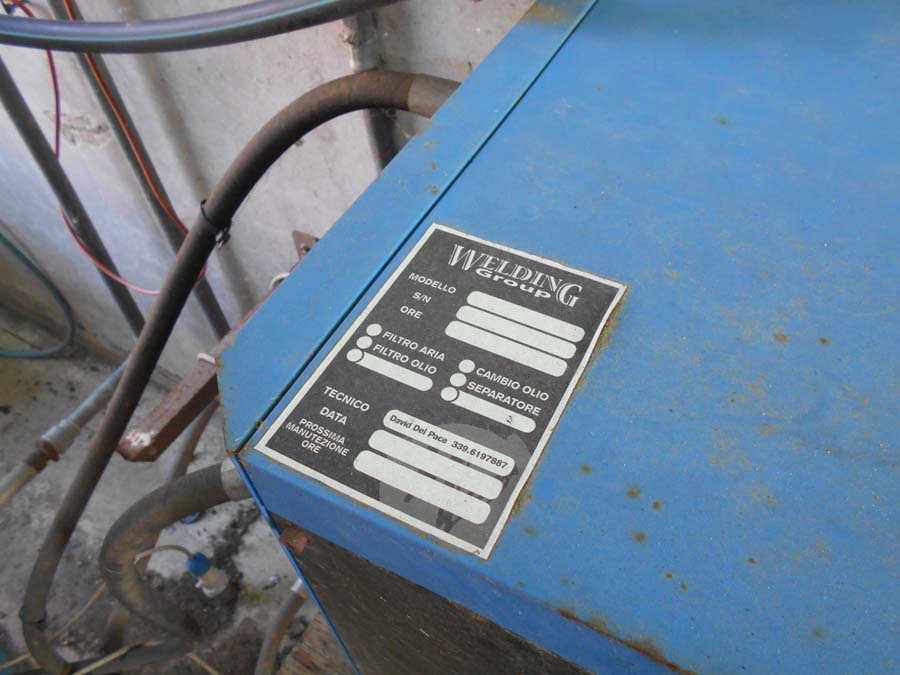 WELDING
Group
MODELLO
S/N
ORE
FILTRO ARIA
FILTRO OLIO
CAMBIO OLIO
SEPARATORE
TECNICO David Del Pace 339.6197887
DATA
PROSSIMA
MANUTEZIONE
ORE